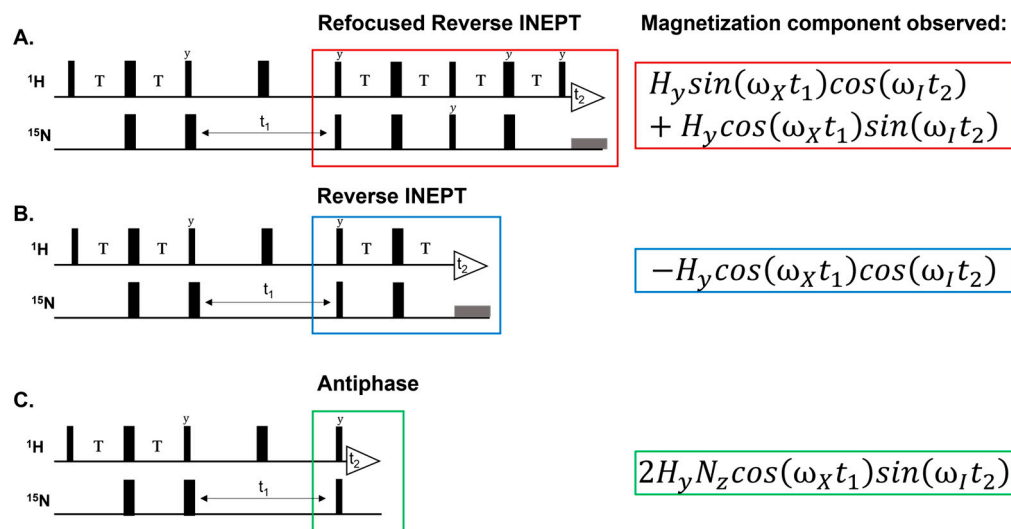 Refocused Reverse INEPT
Magnetization component observed:
A.
y y y y
¹H T T T T T T
t₂
y
¹⁵N t₁
H_y sin(ω_X t₁)cos(ω_I t₂)
+ H_y cos(ω_X t₁)sin(ω_I t₂)
Reverse INEPT
B.
y y
¹H T T T T
t₂
¹⁵N t₁
−H_y cos(ω_X t₁)cos(ω_I t₂)
Antiphase
C.
y y
¹H T T
t₂
¹⁵N t₁
2H_y N_z cos(ω_X t₁)sin(ω_I t₂)